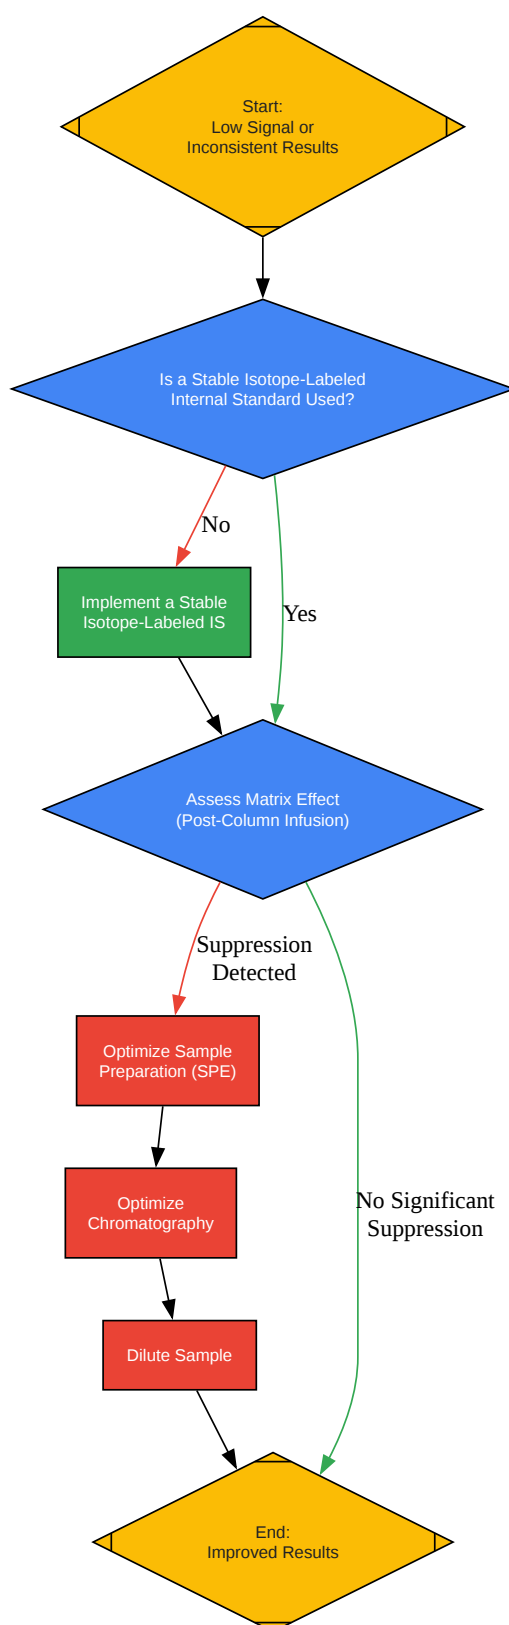 Start:
Low Signal or
Inconsistent Results
Is a Stable Isotope-Labeled
Internal Standard Used?
No
Implement a Stable
Isotope-Labeled IS
Yes
Assess Matrix Effect
(Post-Column Infusion)
Suppression
Detected
Optimize Sample
Preparation (SPE)
Optimize
Chromatography
No Significant
Suppression
Dilute Sample
End:
Improved Results